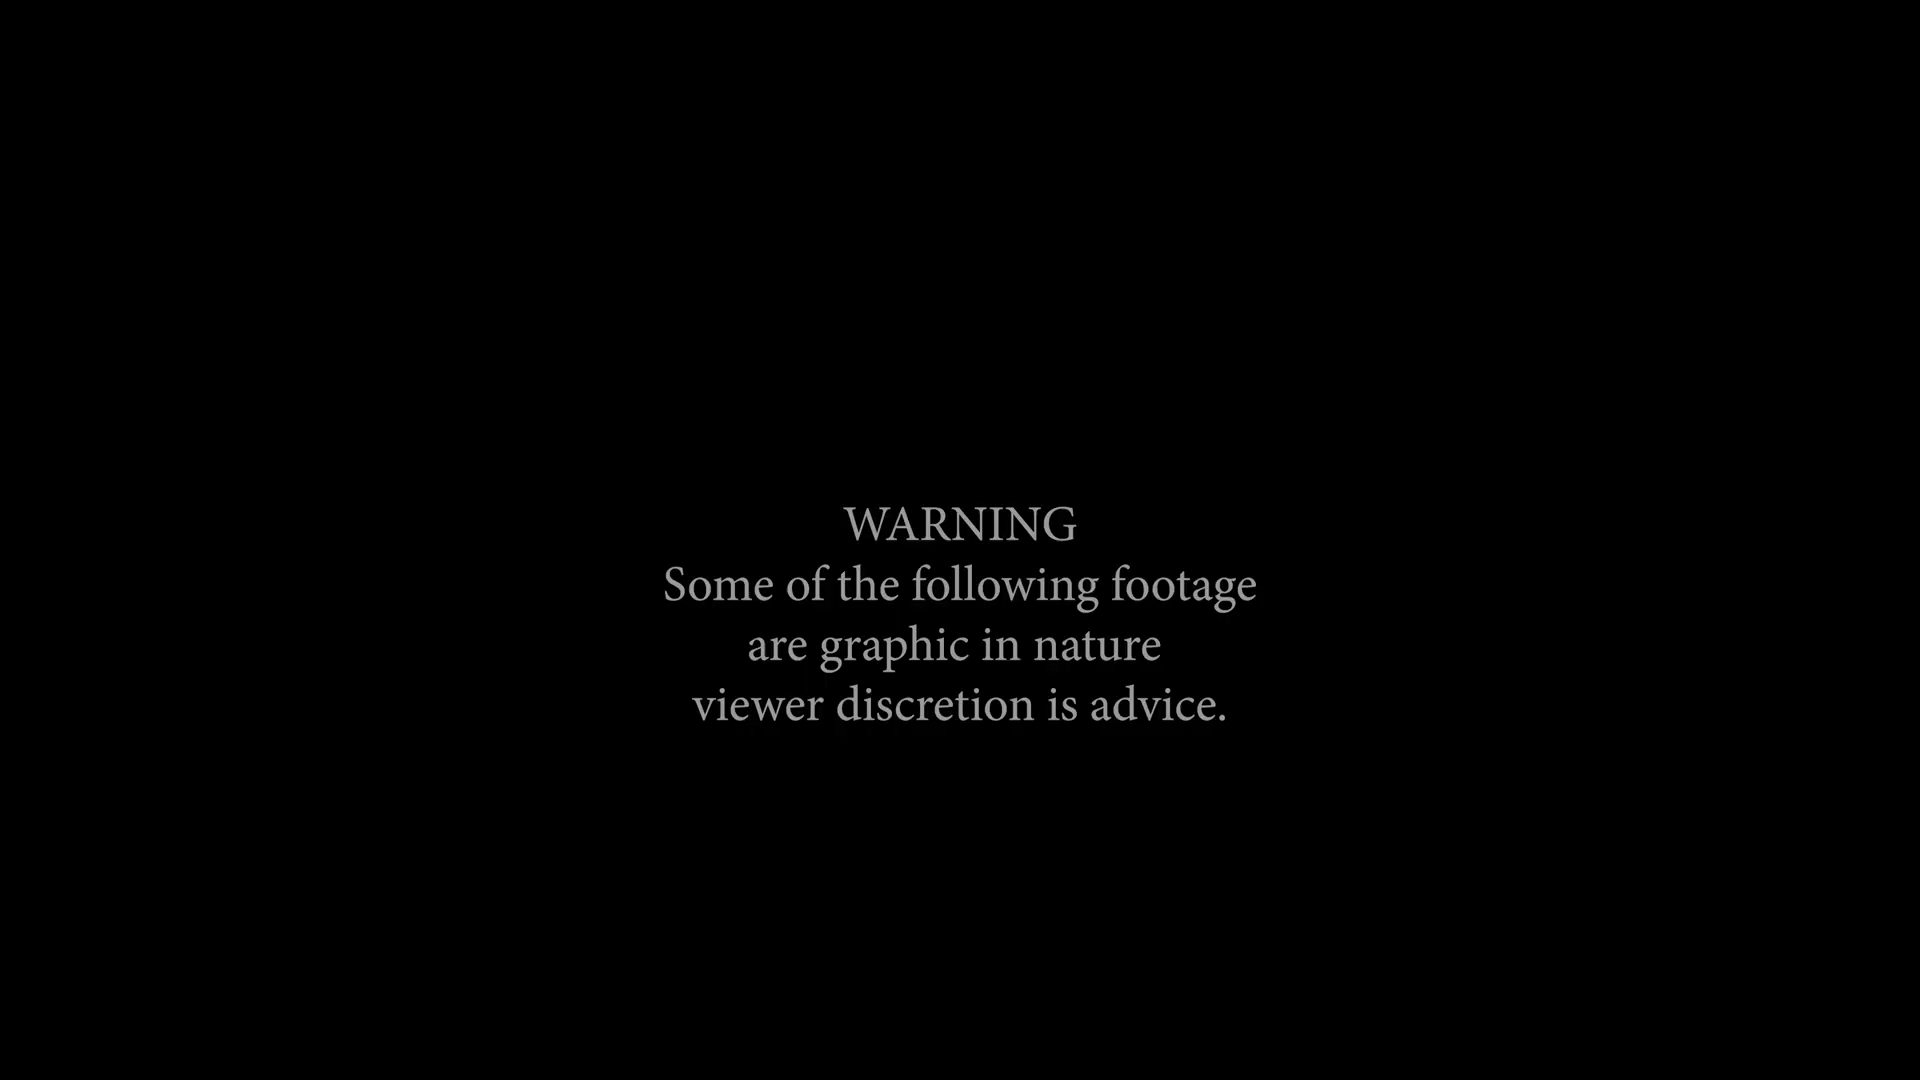 WARNING
Some of the following footage
are graphic in nature
viewer discretion is advice.